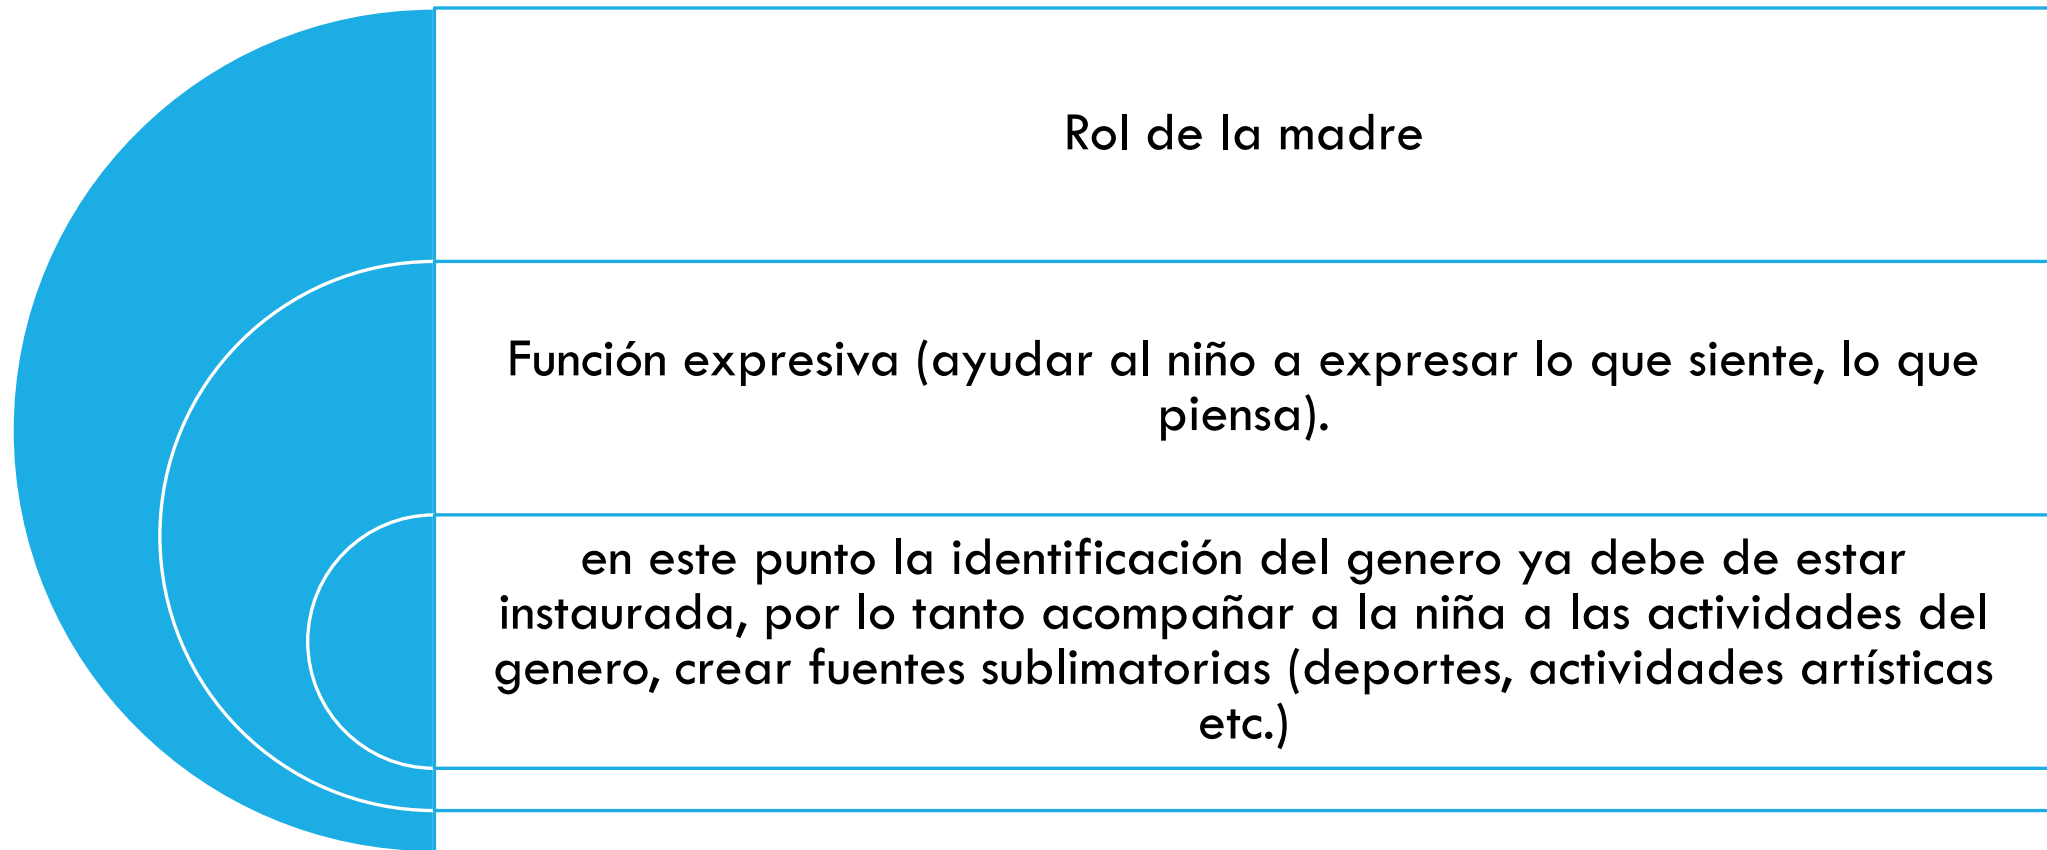 Rol de la madre
Función expresiva (ayudar al niño a expresar lo que siente, lo que
piensa).
en este punto la identificación del genero ya debe de estar
instaurada, por lo tanto acompañar a la niña a las actividades del
genero, crear fuentes sublimatorias (deportes, actividades artísticas
etc.)